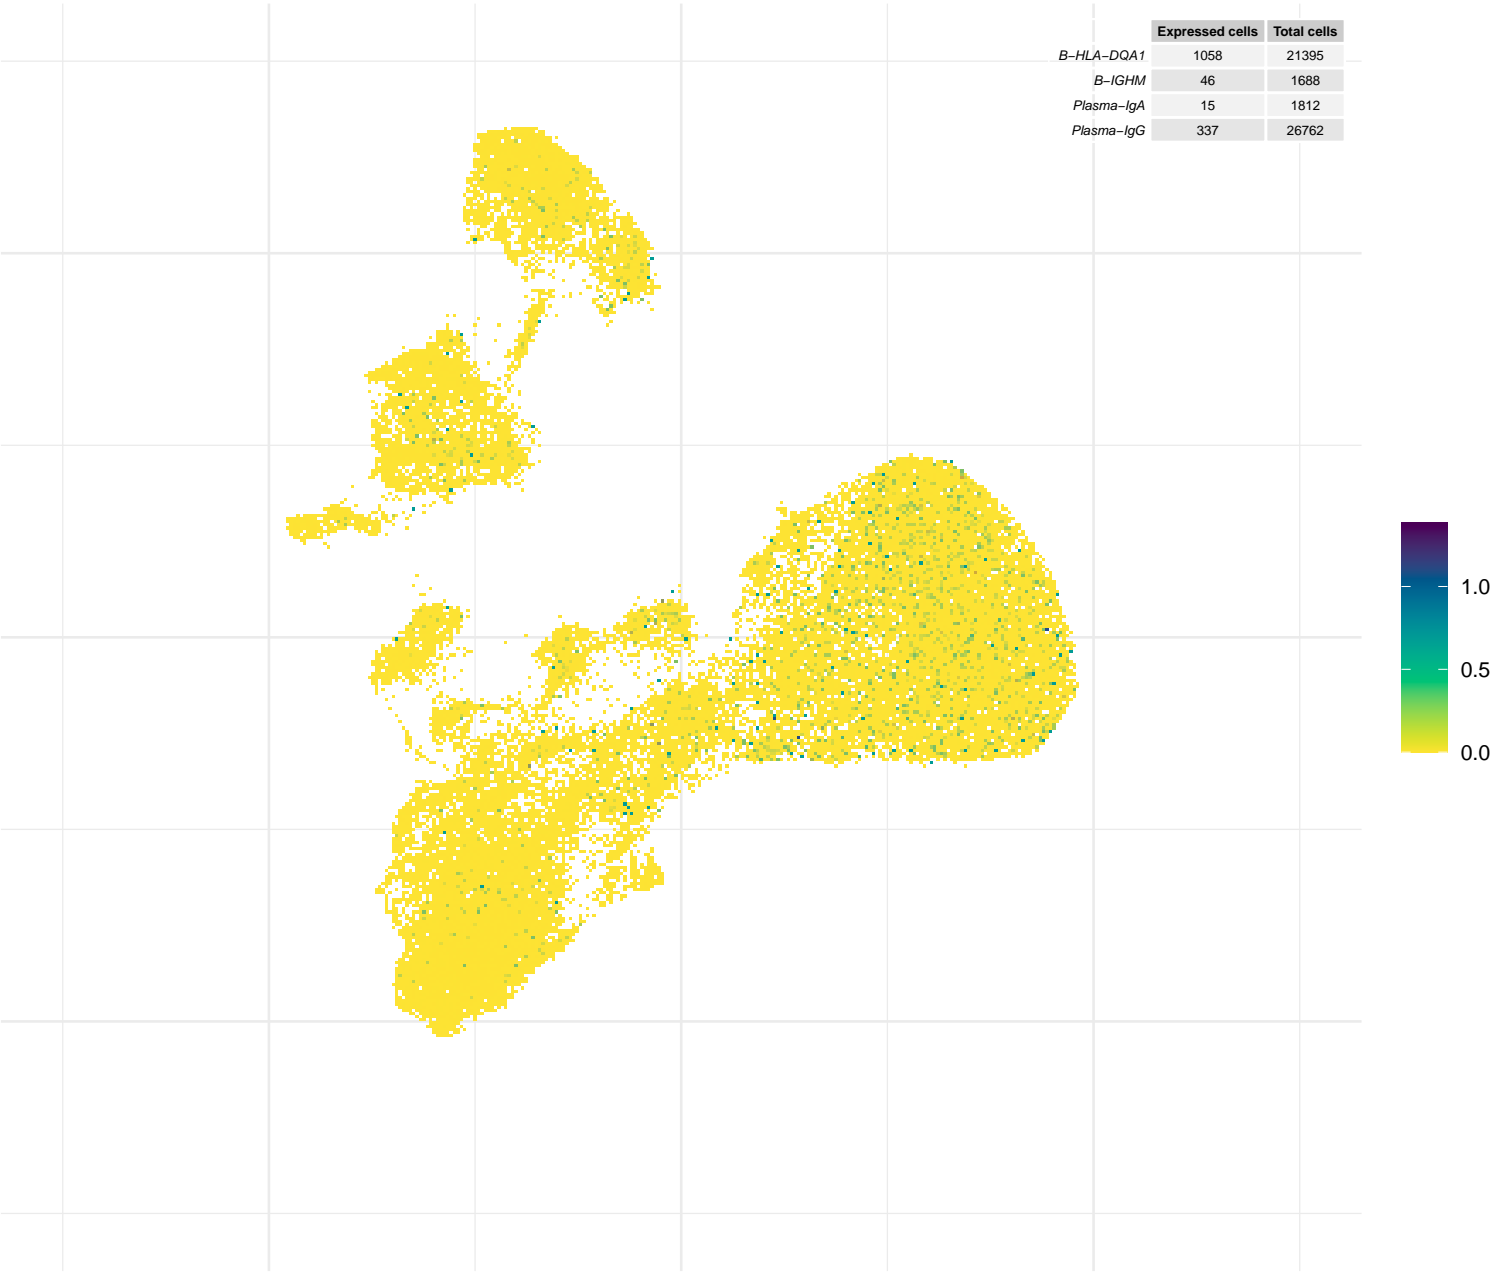 Expressed cells Total cells
B-HLA-DQA1 1058 21395
B-IGHM 46 1688
Plasma-IgA 15 1812
Plasma-IgG 337 26762
1.0
0.5
0.0